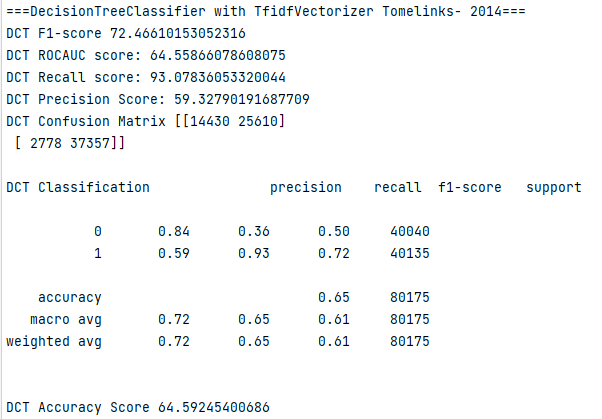 ===DecisionTreeClassifier with TfidfVectorizer Tomelinks- 2014===
DCT F1-score 72.46610153052316
DCT ROCAUC score: 64.55866078608075
DCT Recall score: 93.07836053320044
DCT Precision Score: 59.32790191687709
DCT Confusion Matrix [[14430 25610]
 [ 2778 37357]]
DCT Classification               precision    recall  f1-score   support
           0       0.84      0.36      0.50     40040
           1       0.59      0.93      0.72     40135
    accuracy                           0.65     80175
   macro avg       0.72      0.65      0.61     80175
weighted avg       0.72      0.65      0.61     80175
DCT Accuracy Score 64.59245400686